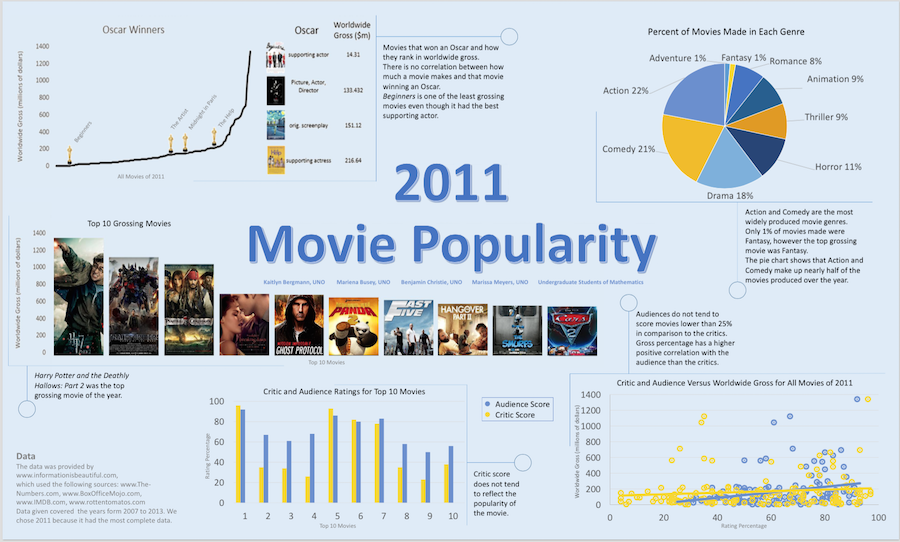 Oscar Winners
Worldwide Gross (millions of dollars)
1400
1200
1000
800
600
400
200
0
Beginners
The Artist
Midnight in Paris
The Help
All Movies of 2011
Oscar
Worldwide
Gross ($m)
supporting actor
14.31
Picture, Actor,
Director
133.432
orig. screenplay
151.12
supporting actress
216.64
Movies that won an Oscar and how
they rank in worldwide gross.
There is no correlation between how
much a movie makes and that movie
winning an Oscar.
Beginners is one of the least grossing
movies even though it had the best
supporting actor.
Percent of Movies Made in Each Genre
Adventure 1%
Fantasy 1%
Romance 8%
Animation 9%
Thriller 9%
Horror 11%
Drama 18%
Comedy 21%
Action 22%
Action and Comedy are the most
widely produced movie genres.
Only 1% of movies made were
Fantasy, however the top grossing
movie was Fantasy.
The pie chart shows that Action and
Comedy make up nearly half of the
movies produced over the year.
2011
Movie Popularity
Kaitlyn Bergmann, UNO
Mariena Busey, UNO
Benjamin Christie, UNO
Marissa Meyers, UNO
Undergraduate Students of Mathematics
Top 10 Grossing Movies
Worldwide Gross (millions of dollars)
1400
1200
1000
800
600
400
200
0
GHOST PROTOCOL
PANDA
2
FAST
FIVE
HANGOVER
PART II
SMURFS
CARS
2
Top 10 Movies
Harry Potter and the Deathly
Hallows: Part 2 was the top
grossing movie of the year.
Audiences do not tend to
score movies lower than 25%
in comparison to the critics.
Gross percentage has a higher
positive correlation with the
audience than the critics.
Critic and Audience Ratings for Top 10 Movies
Rating Percentage
100
80
60
40
20
0
1 2 3 4 5 6 7 8 9 10
Top 10 Movies
Audience Score
Critic Score
Critic score
does not tend
to reflect the
popularity of
the movie.
Critic and Audience Versus Worldwide Gross for All Movies of 2011
Worldwide Gross (millions of dollars)
1400
1200
1000
800
600
400
200
0
0 20 40 60 80 100
Rating Percentage
Data
The data was provided by
www.informationisbeautiful.com,
which used the following sources: www.The-
Numbers.com, www.BoxOfficeMojo.com,
www.IMDB.com, www.rottentomatos.com
Data given covered the years form 2007 to 2013. We
chose 2011 because it had the most complete data.